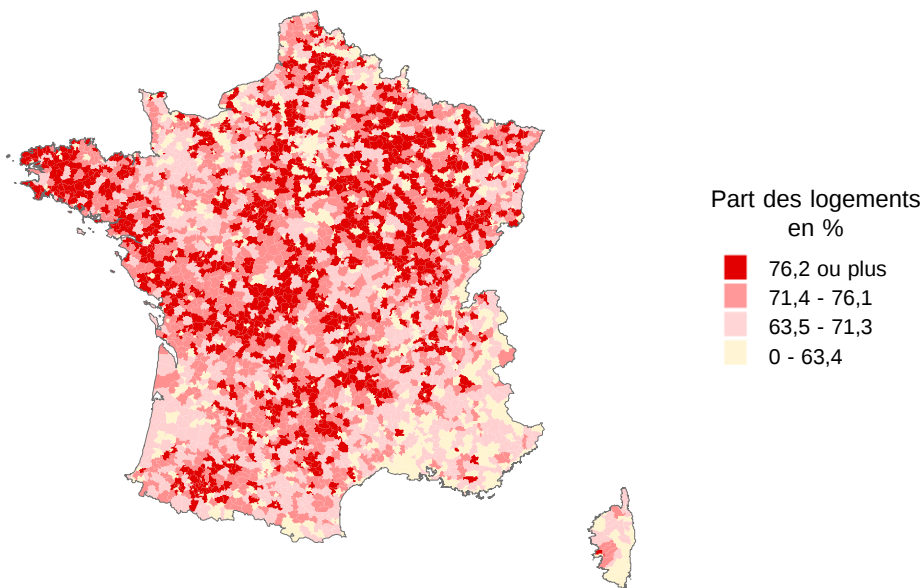 Part des logements
en %
76,2 ou plus
71,4 - 76,1
63,5 - 71,3
0 - 63,4